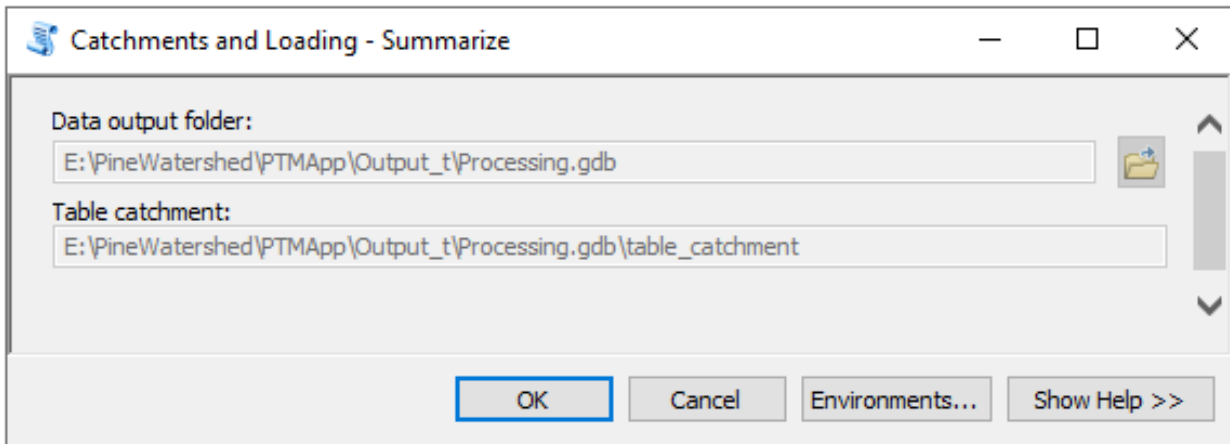 Catchments and Loading - Summarize
Data output folder:
E:\PineWatershed\PTMApp\Output_t\Processing.gdb
Table catchment:
E:\PineWatershed\PTMApp\Output_t\Processing.gdb\table_catchment
OK Cancel Environments... Show Help >>